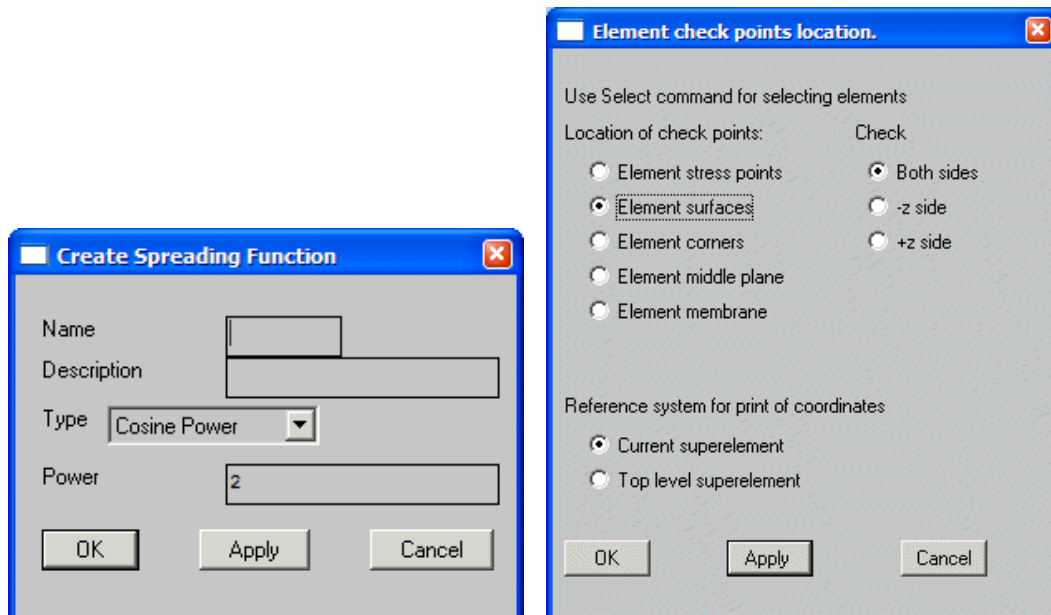 Create Spreading Function
Name
Description
Type Cosine Power
Power 2
OK Apply Cancel
Element check points location.
Use Select command for selecting elements
Location of check points: Check
Element stress points Both sides
Element surfaces -z side
Element corners +z side
Element middle plane
Element membrane
Reference system for print of coordinates
Current superelement
Top level superelement
OK Apply Cancel